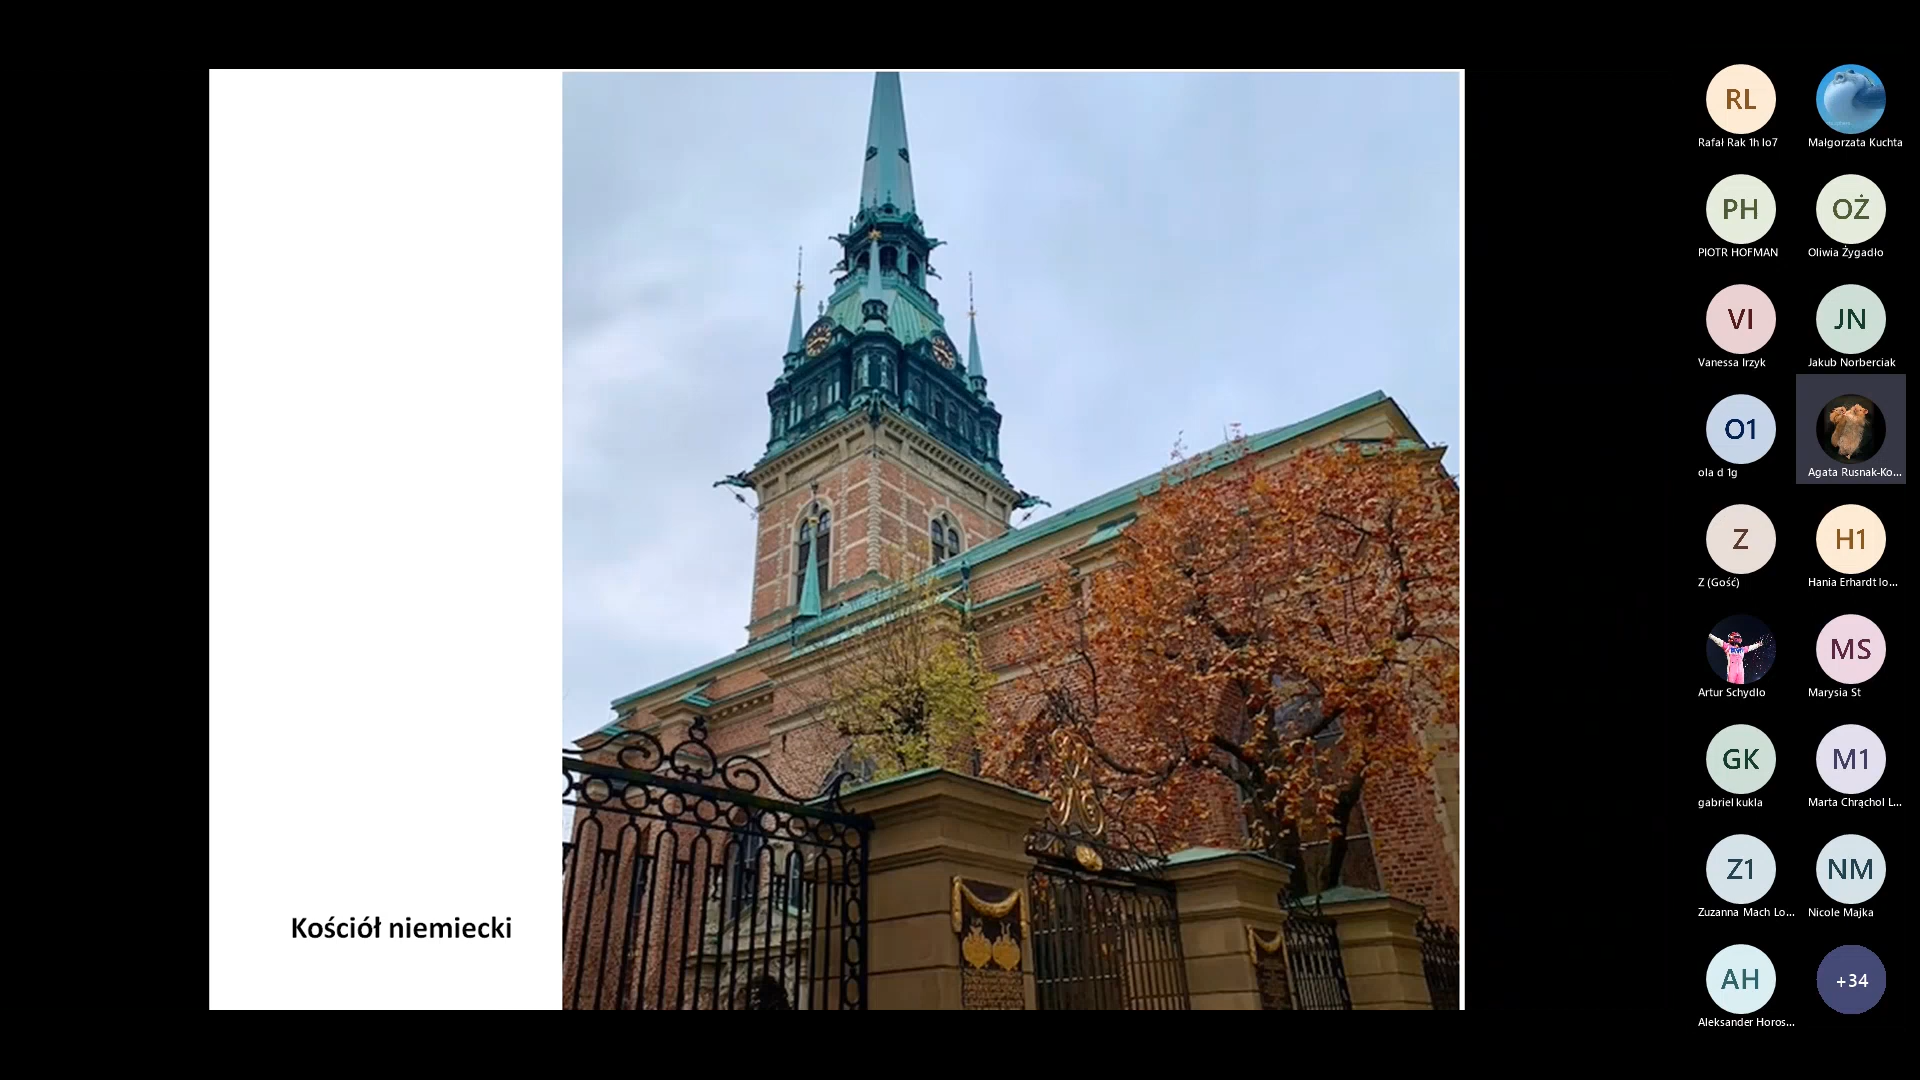 Kościół niemiecki
RL
Rafał Rak 1h lo7
Małgorzata Kuchta
PH
PIOTR HOFMAN
OŻ
Oliwia Żygadło
VI
Vanessa Irzyk
JN
Jakub Norberciak
O1
ola d 1g
Agata Rusnak-Ko...
Z
Z (Gość)
H1
Hania Erhardt lo...
Artur Schydlo
MS
Marysia St
GK
gabriel kukla
M1
Marta Chrąchol L...
Z1
Zuzanna Mach Lo...
NM
Nicole Majka
AH
Aleksander Horos...
+34